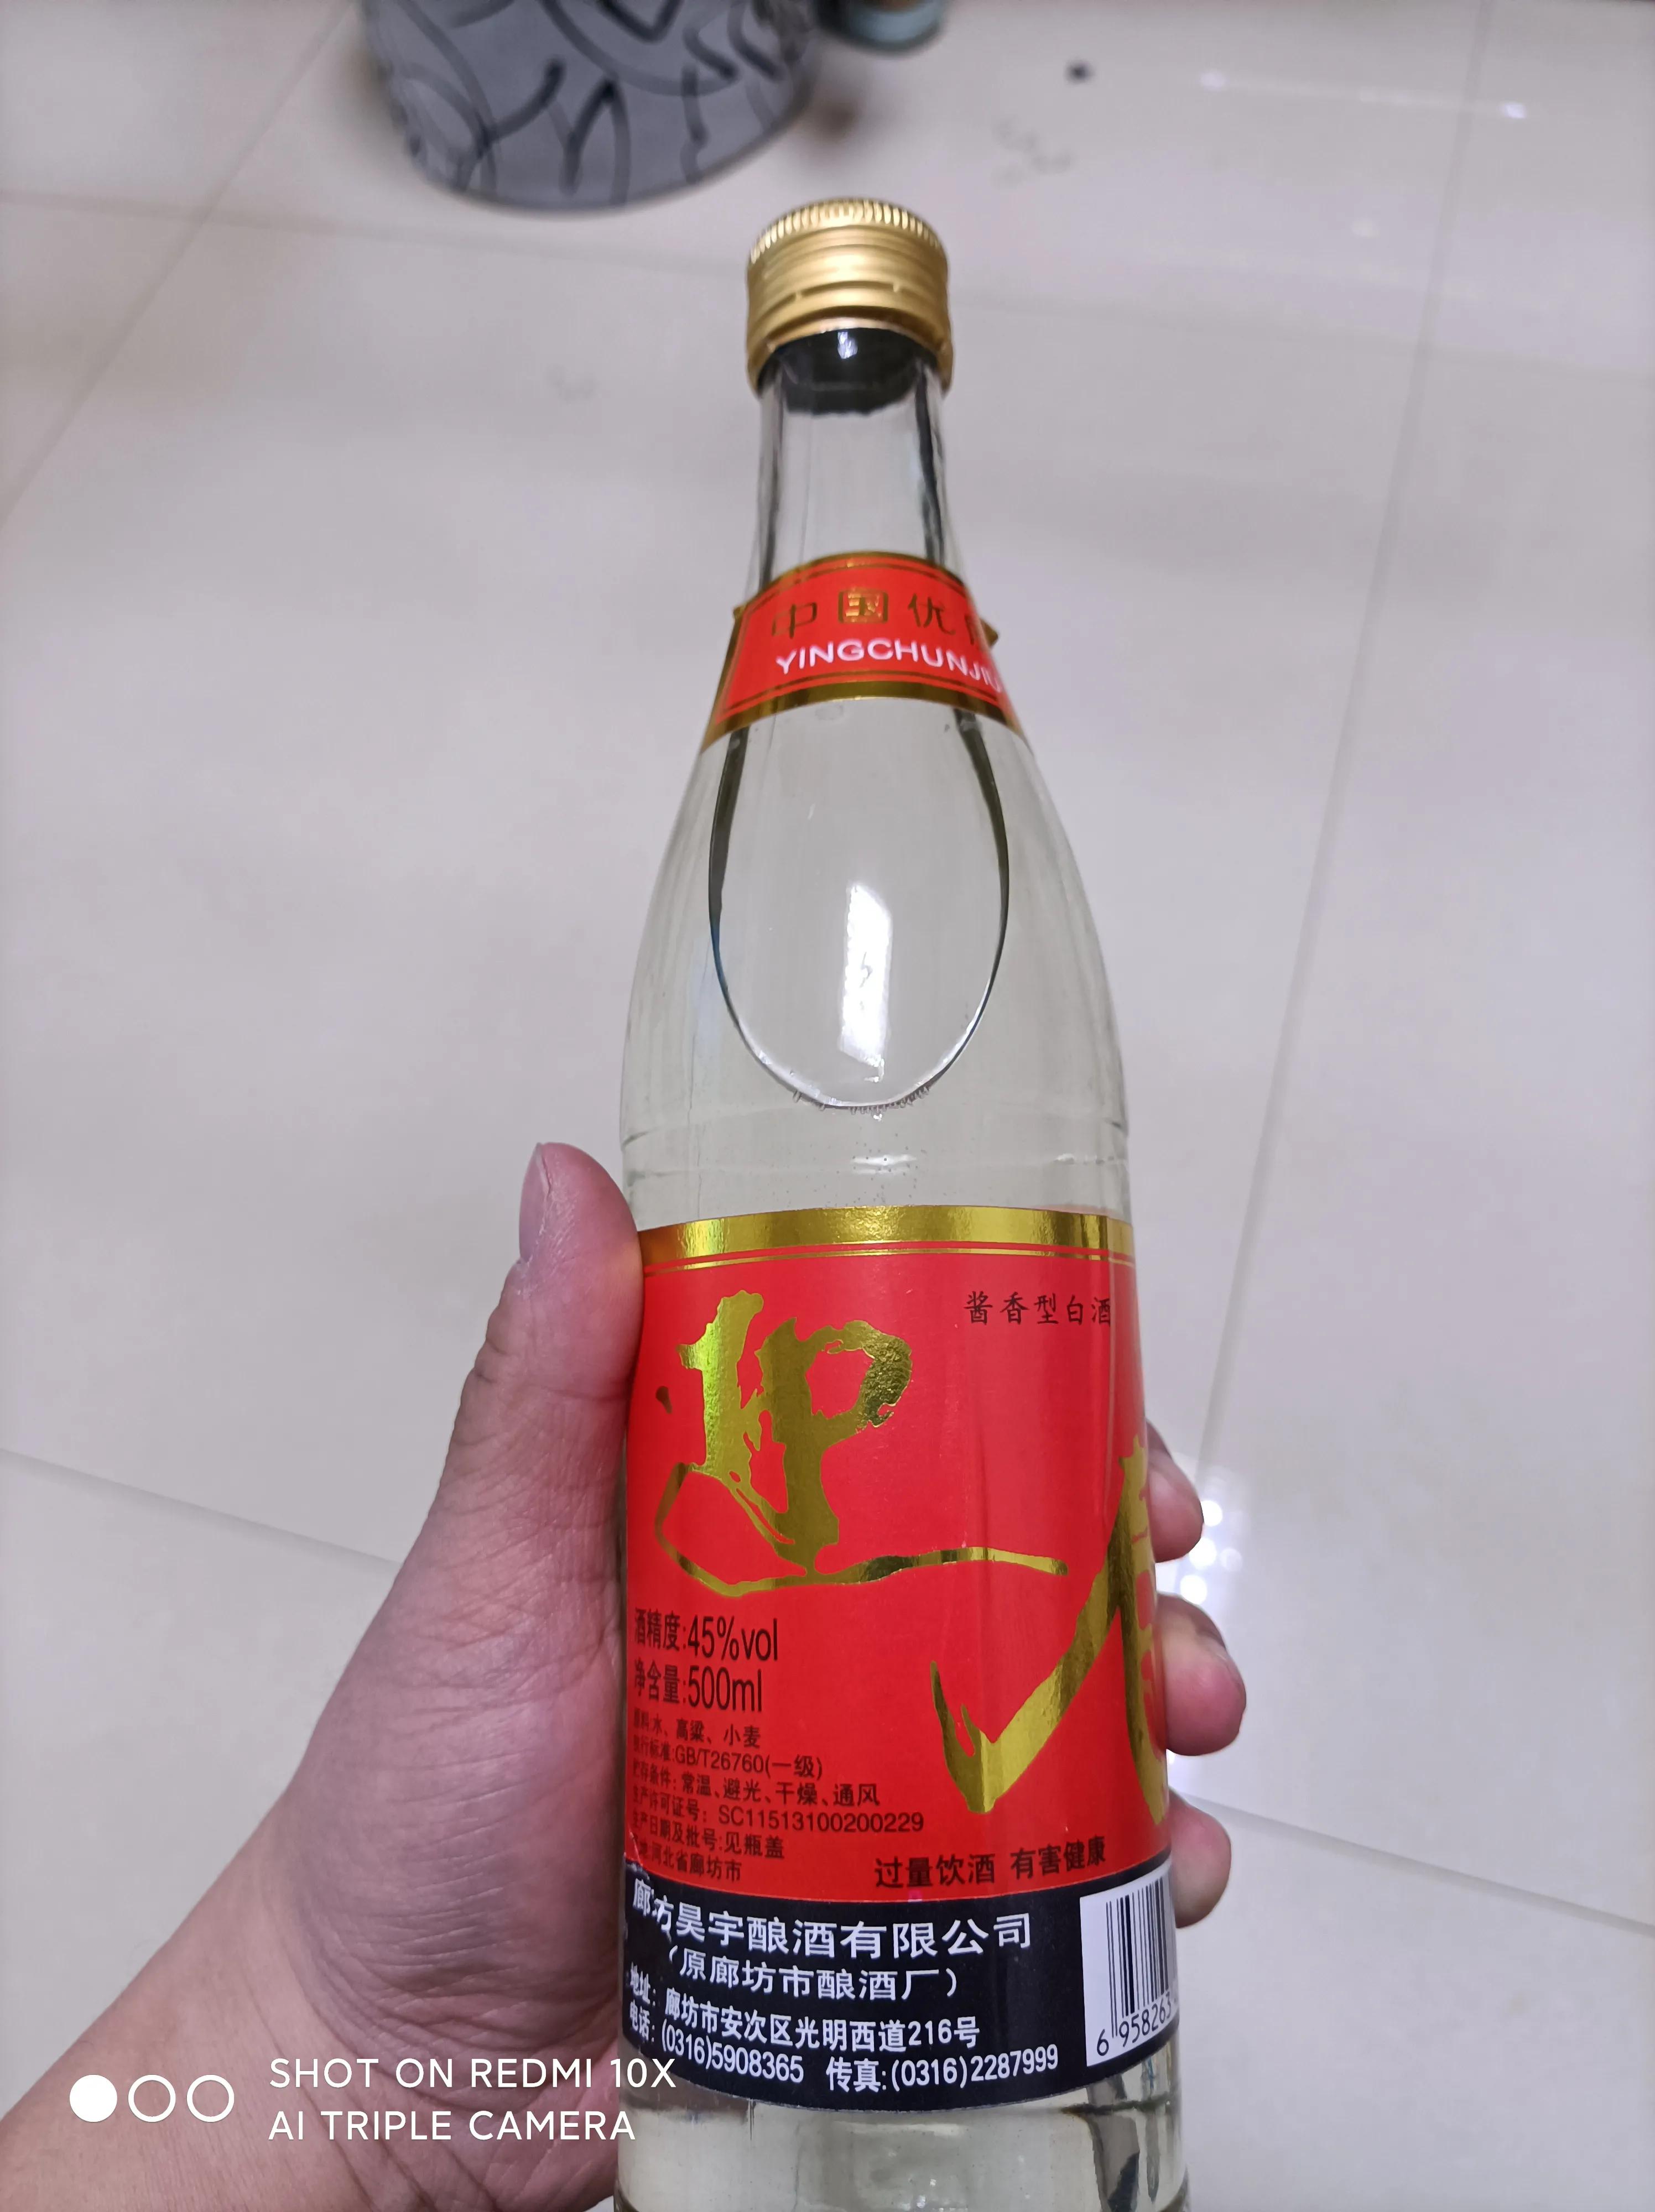 中国优
YINGCHUNJIU
酱香型白酒
迎春
酒精度:45%vol
净含量:500ml
原料:水、高粱、小麦
执行标准:GB/T26760(一级)
贮存条件:常温、避光、干燥、通风
生产许可证号: SC11513100200229
生产日期及批号:见瓶盖
产地:河北省廊坊市
过量饮酒 有害健康
廊坊昊宇酿酒有限公司
(原廊坊市酿酒厂)
地址: 廊坊市安次区光明西道216号
电话: (0316)5908365 传真:(0316)2287999
6 958263
SHOT ON REDMI 10X
AI TRIPLE CAMERA